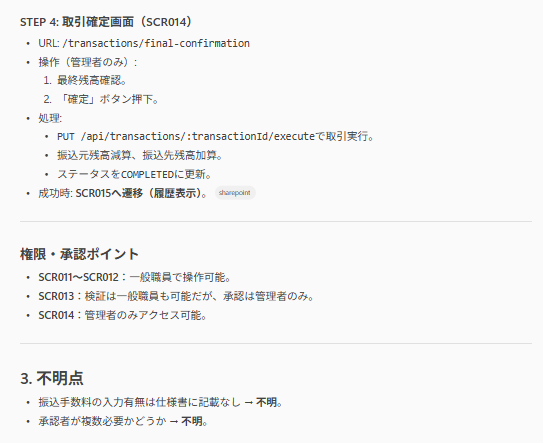 STEP 4: 取引確定画面（SCR014）
• URL: /transactions/final-confirmation
• 操作（管理者のみ）:
1. 最終残高確認。
2. 「確定」ボタン押下。
• 処理:
• PUT /api/transactions/:transactionId/executeで取引実行。
• 振込元残高減算、振込先残高加算。
• ステータスをCOMPLETEDに更新。
• 成功時: SCR015へ遷移（履歴表示）。 sharepoint
権限・承認ポイント
• SCR011～SCR012：一般職員で操作可能。
• SCR013：検証は一般職員も可能だが、承認は管理者のみ。
• SCR014：管理者のみアクセス可能。
3. 不明点
• 振込手数料の入力有無は仕様書に記載なし → 不明。
• 承認者が複数必要かどうか → 不明。